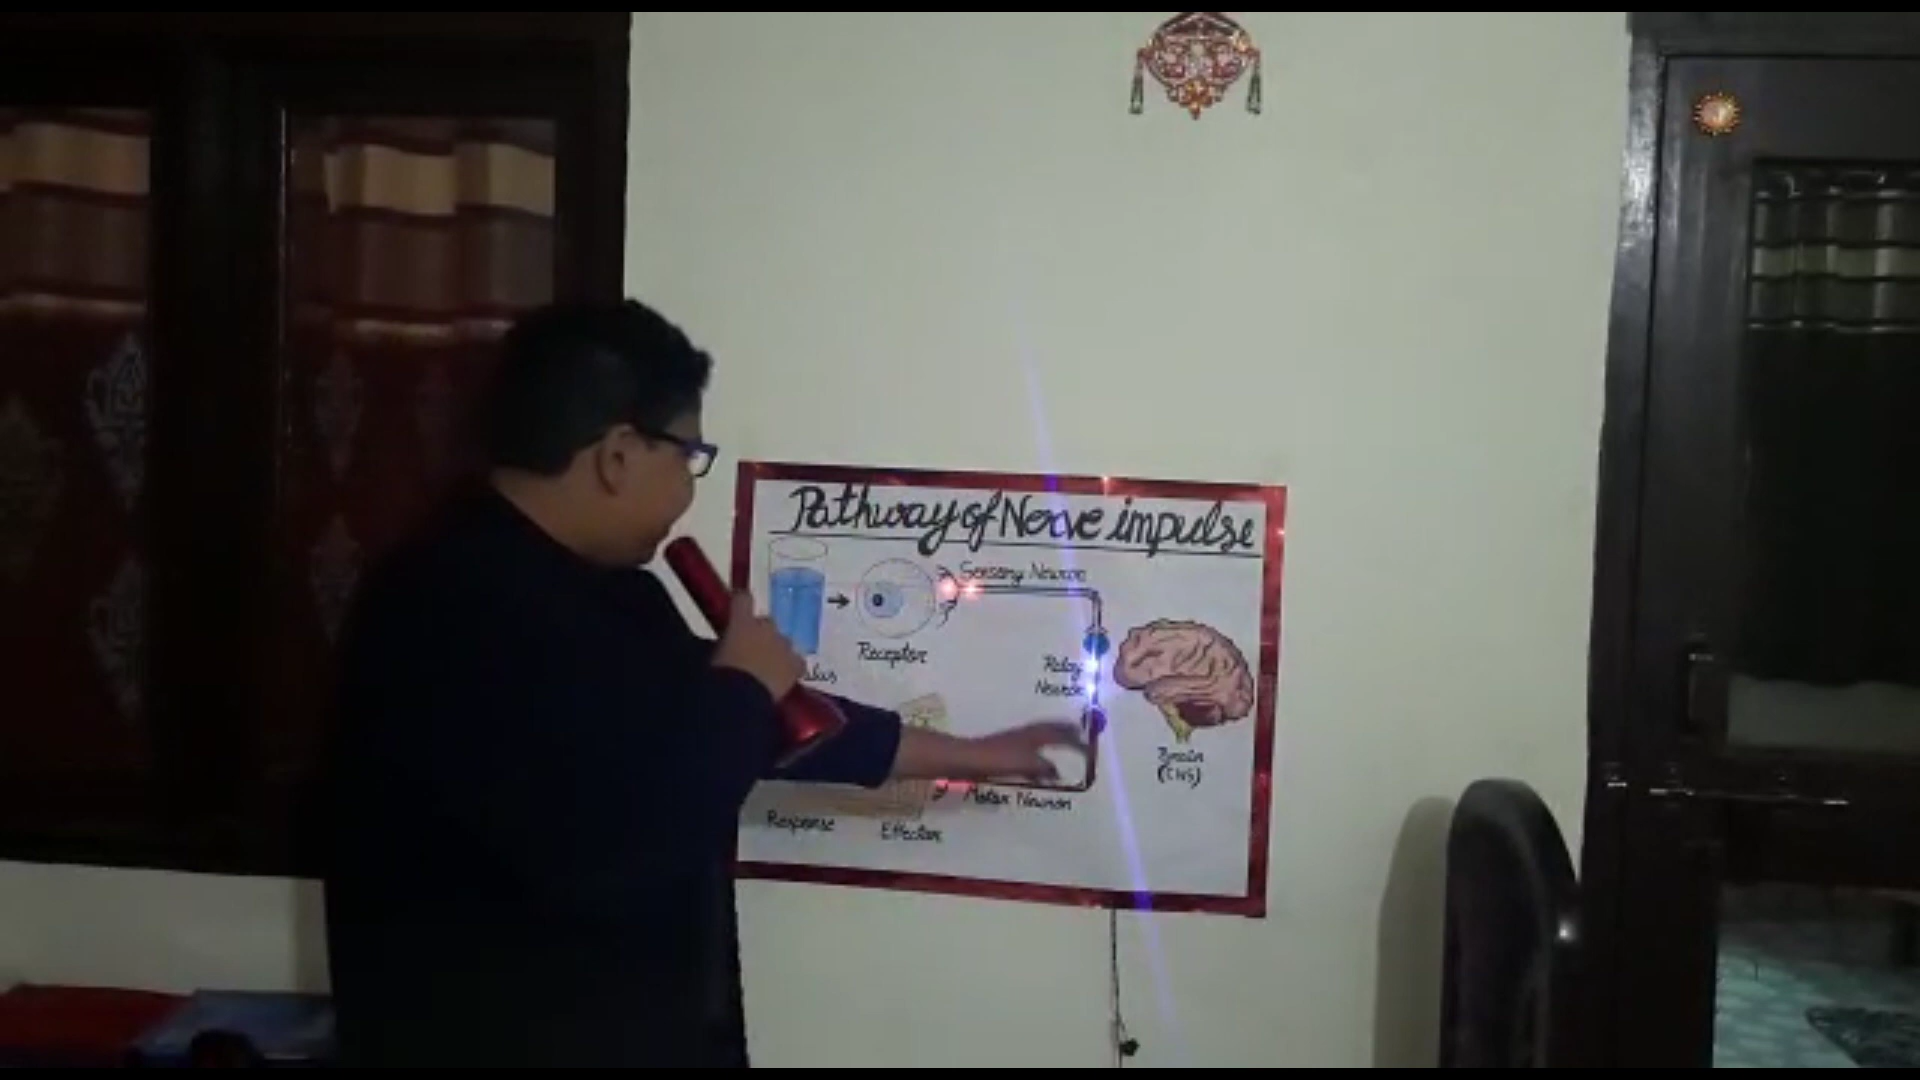 Pathway of Nerve impulse
Sensory Neuron
Receptor
Relay
Neuron
Brain
(CNS)
Motor Neuron
Response
Effector